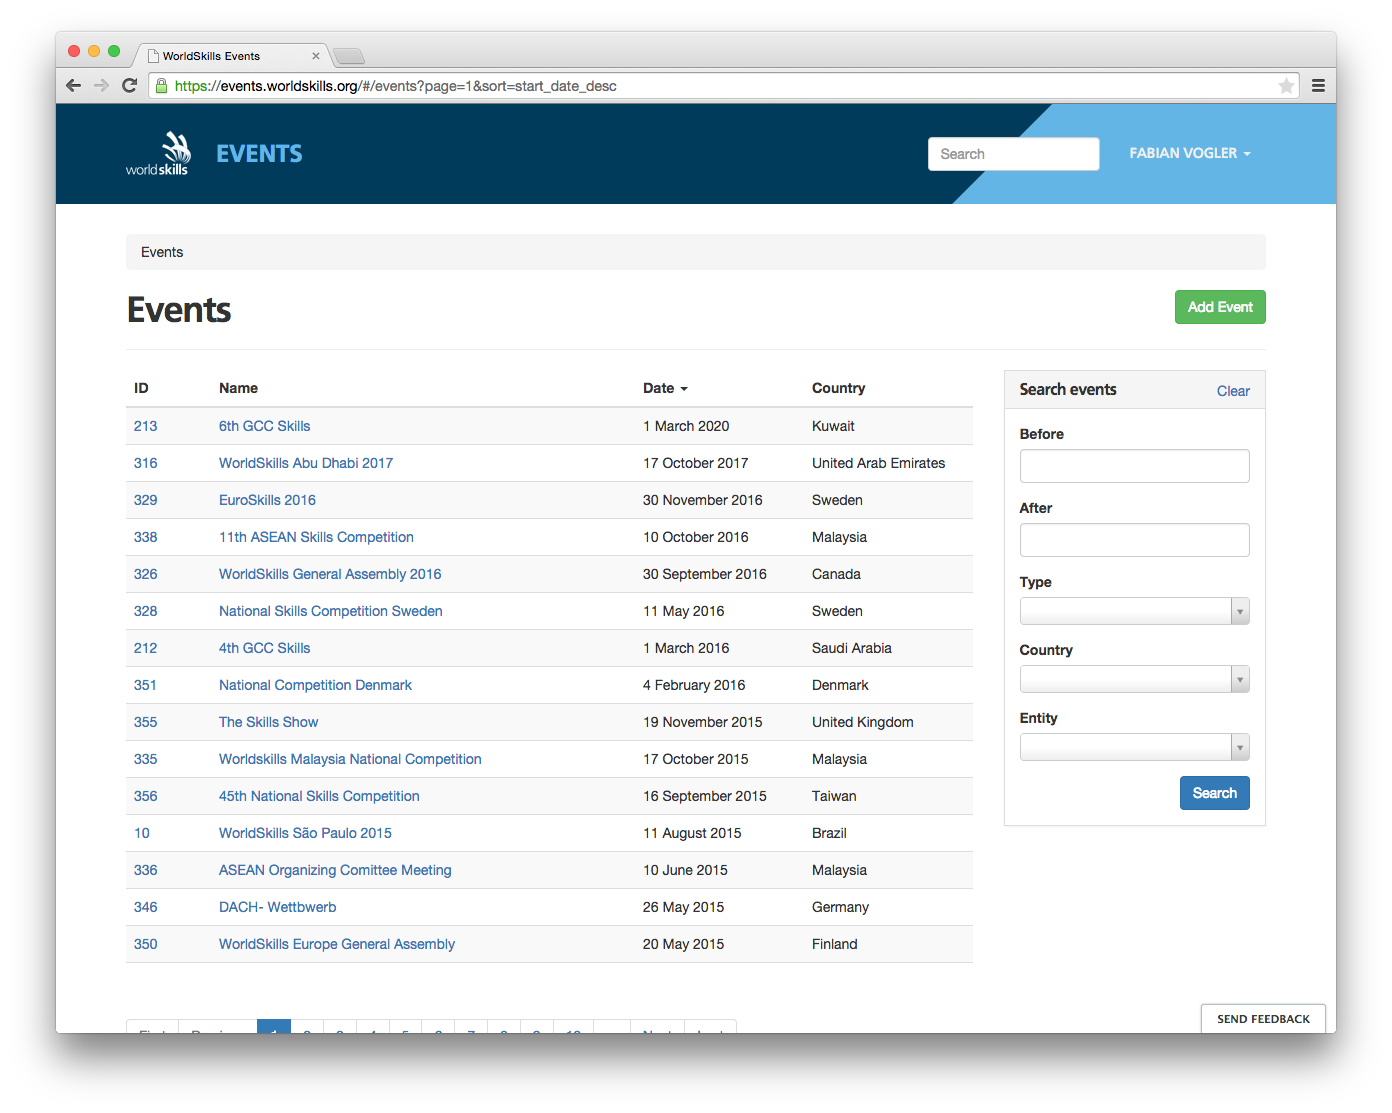 WorldSkills Events
https://events.worldskills.org/#/events?page=1&sort=start_date_desc
worldskills
EVENTS
Search
FABIAN VOGLER
Events
Events
Add Event
ID Name Date Country
213 6th GCC Skills 1 March 2020 Kuwait
316 WorldSkills Abu Dhabi 2017 17 October 2017 United Arab Emirates
329 EuroSkills 2016 30 November 2016 Sweden
338 11th ASEAN Skills Competition 10 October 2016 Malaysia
326 WorldSkills General Assembly 2016 30 September 2016 Canada
328 National Skills Competition Sweden 11 May 2016 Sweden
212 4th GCC Skills 1 March 2016 Saudi Arabia
351 National Competition Denmark 4 February 2016 Denmark
355 The Skills Show 19 November 2015 United Kingdom
335 Worldskills Malaysia National Competition 17 October 2015 Malaysia
356 45th National Skills Competition 16 September 2015 Taiwan
10 WorldSkills São Paulo 2015 11 August 2015 Brazil
336 ASEAN Organizing Comittee Meeting 10 June 2015 Malaysia
346 DACH- Wettbwerb 26 May 2015 Germany
350 WorldSkills Europe General Assembly 20 May 2015 Finland
Search events Clear
Before
After
Type
Country
Entity
Search
SEND FEEDBACK